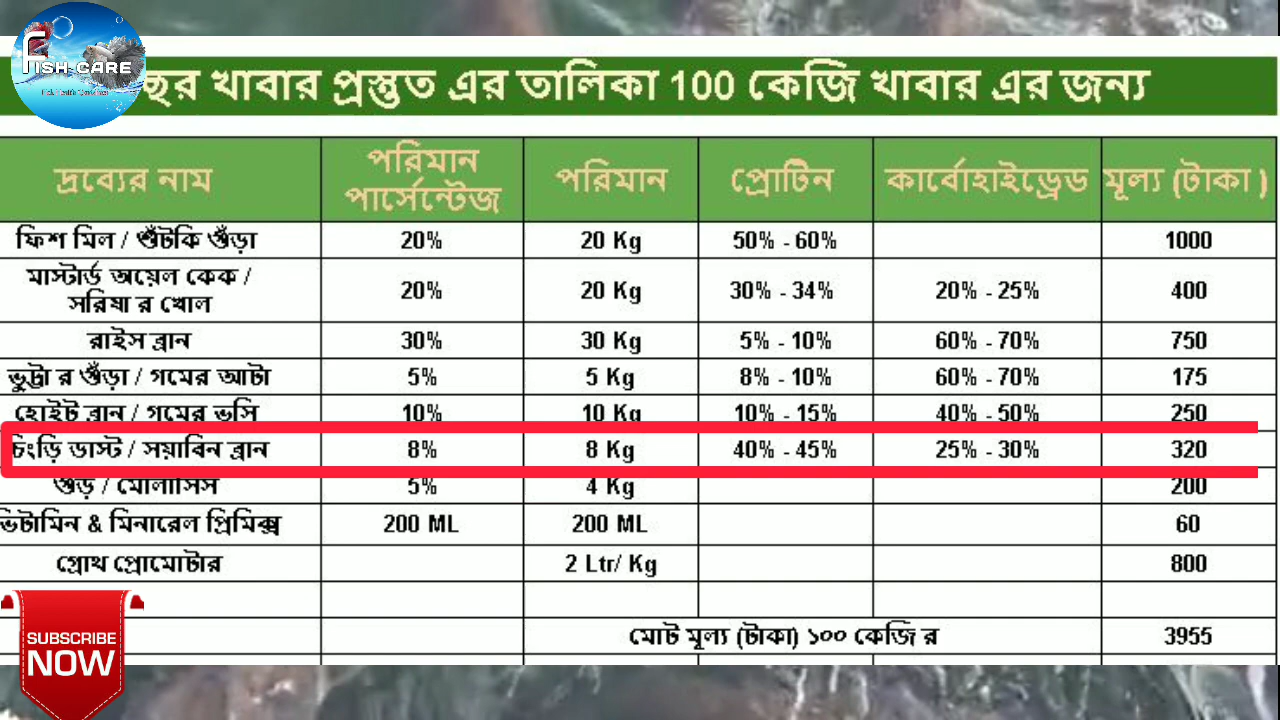 FISH-CARE
ছের খাবার প্রস্তুত এর তালিকা 100 কেজি খাবার এর জন্য
দ্রব্যের নাম পরিমান পার্সেন্টেজ পরিমান প্রোটিন কার্বোহাইড্রেড মূল্য (টাকা )
ফিশ মিল / শুঁটকি গুঁড়া 20% 20 Kg 50% - 60% 1000
মাস্টার্ড অয়েল কেক /
সরিষা র খোল 20% 20 Kg 30% - 34% 20% - 25% 400
রাইস ব্রান 30% 30 Kg 5% - 10% 60% - 70% 750
ভুট্টা র গুঁড়া / গমের আটা 5% 5 Kg 8% - 10% 60% - 70% 175
হোইট ব্রান / গমের ভসি 10% 10 Kg 10% - 15% 40% - 50% 250
চিংড়ি ডাস্ট / সয়াবিন ব্রান 8% 8 Kg 40% - 45% 25% - 30% 320
গুড় / মোলাসিস 5% 4 Kg 200
ভিটামিন & মিনারেল প্রিমিক্স 200 ML 200 ML 60
গ্রোথ প্রোমোটার 2 Ltr/ Kg 800
মোট মূল্য (টাকা) ১০০ কেজি র 3955
SUBSCRIBE
NOW